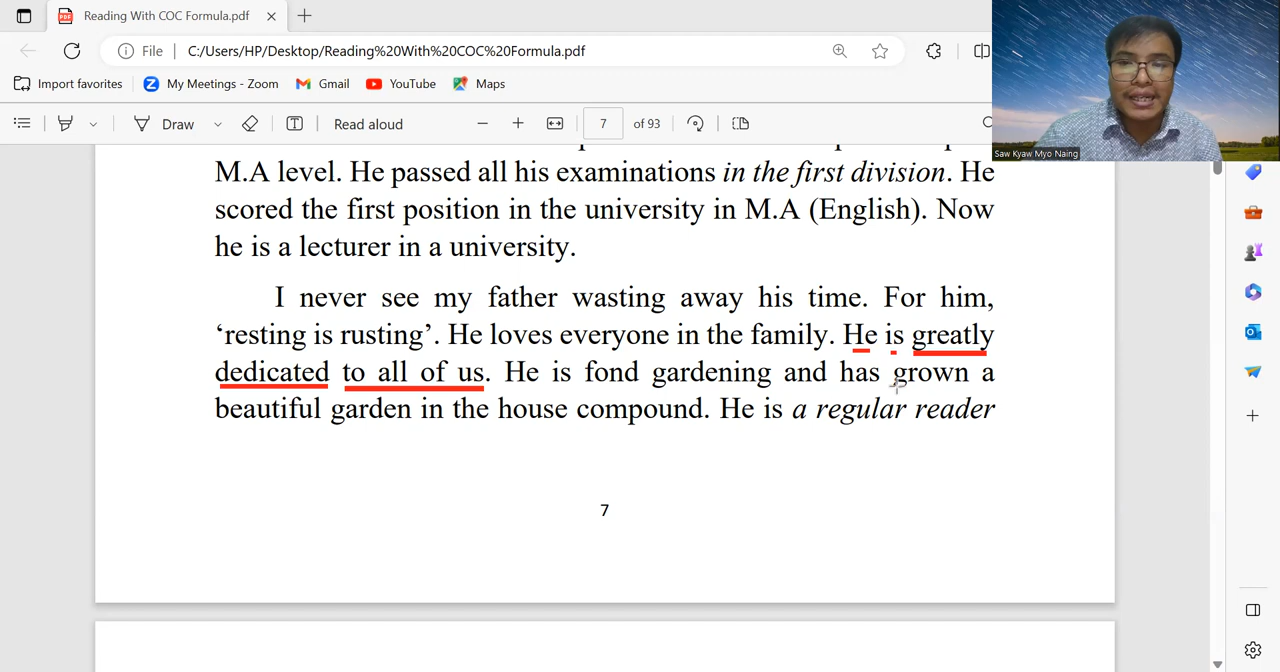 Reading With COC Formula.pdf
File C:/Users/HP/Desktop/Reading%20With%20COC%20Formula.pdf
Import favorites My Meetings - Zoom Gmail YouTube Maps
Draw Read aloud 7 of 93
Saw Kyaw Myo Naing
M.A level. He passed all his examinations in the first division. He
scored the first position in the university in M.A (English). Now
he is a lecturer in a university.
I never see my father wasting away his time. For him,
‘resting is rusting’. He loves everyone in the family. He is greatly
dedicated to all of us. He is fond gardening and has grown a
beautiful garden in the house compound. He is a regular reader
7